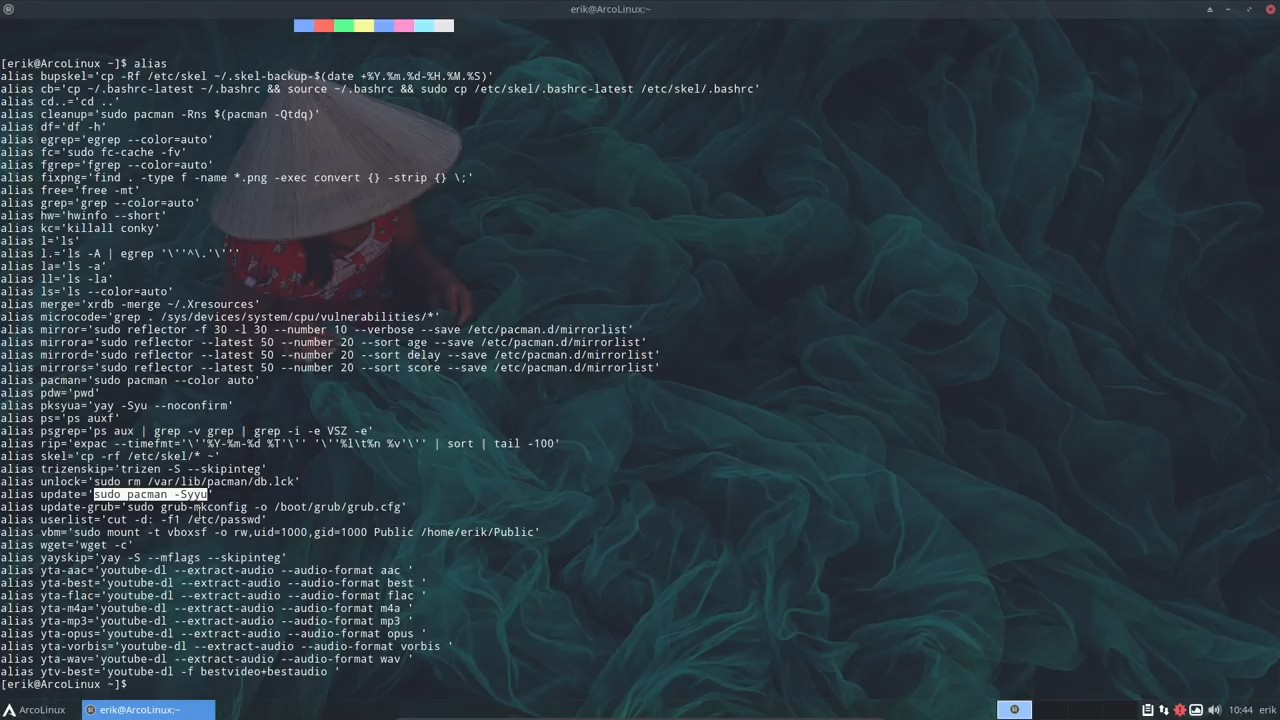 erik@ArcoLinux:~
[erik@ArcoLinux ~]$ alias
alias bupskel='cp -Rf /etc/skel ~/.skel-backup-$(date +%Y.%m.%d-%H.%M.%S)'
alias cb='cp ~/.bashrc-latest ~/.bashrc && source ~/.bashrc && sudo cp /etc/skel/.bashrc-latest /etc/skel/.bashrc'
alias cd..='cd ..'
alias cleanup='sudo pacman -Rns $(pacman -Qtdq)'
alias df='df -h'
alias egrep='egrep --color=auto'
alias fc='sudo fc-cache -fv'
alias fgrep='fgrep --color=auto'
alias fixpng='find . -type f -name *.png -exec convert {} -strip {} \;'
alias free='free -mt'
alias grep='grep --color=auto'
alias hw='hwinfo --short'
alias kc='killall conky'
alias l='ls'
alias l.='ls -A | egrep '\''^\.'\'''
alias la='ls -a'
alias ll='ls -la'
alias ls='ls --color=auto'
alias merge='xrdb -merge ~/.Xresources'
alias microcode='grep . /sys/devices/system/cpu/vulnerabilities/*'
alias mirror='sudo reflector -f 30 -l 30 --number 10 --verbose --save /etc/pacman.d/mirrorlist'
alias mirrora='sudo reflector --latest 50 --number 20 --sort age --save /etc/pacman.d/mirrorlist'
alias mirrord='sudo reflector --latest 50 --number 20 --sort delay --save /etc/pacman.d/mirrorlist'
alias mirrors='sudo reflector --latest 50 --number 20 --sort score --save /etc/pacman.d/mirrorlist'
alias pacman='sudo pacman --color auto'
alias pdw='pwd'
alias pksyua='yay -Syu --noconfirm'
alias ps='ps auxf'
alias psgrep='ps aux | grep -v grep | grep -i -e VSZ -e'
alias rip='expac --timefmt='\''%Y-%m-%d %T'\'' '\''%l\t%n %v'\'' | sort | tail -100'
alias skel='cp -rf /etc/skel/* ~'
alias trizenskip='trizen -S --skipinteg'
alias unlock='sudo rm /var/lib/pacman/db.lck'
alias update='sudo pacman -Syyu'
alias update-grub='sudo grub-mkconfig -o /boot/grub/grub.cfg'
alias userlist='cut -d: -f1 /etc/passwd'
alias vbm='sudo mount -t vboxsf -o rw,uid=1000,gid=1000 Public /home/erik/Public'
alias wget='wget -c'
alias yayskip='yay -S --mflags --skipinteg'
alias yta-aac='youtube-dl --extract-audio --audio-format aac '
alias yta-best='youtube-dl --extract-audio --audio-format best '
alias yta-flac='youtube-dl --extract-audio --audio-format flac '
alias yta-m4a='youtube-dl --extract-audio --audio-format m4a '
alias yta-mp3='youtube-dl --extract-audio --audio-format mp3 '
alias yta-opus='youtube-dl --extract-audio --audio-format opus '
alias yta-vorbis='youtube-dl --extract-audio --audio-format vorbis '
alias yta-wav='youtube-dl --extract-audio --audio-format wav '
alias ytv-best='youtube-dl -f bestvideo+bestaudio '
[erik@ArcoLinux ~]$
ArcoLinux erik@ArcoLinux:~ 10:44 erik